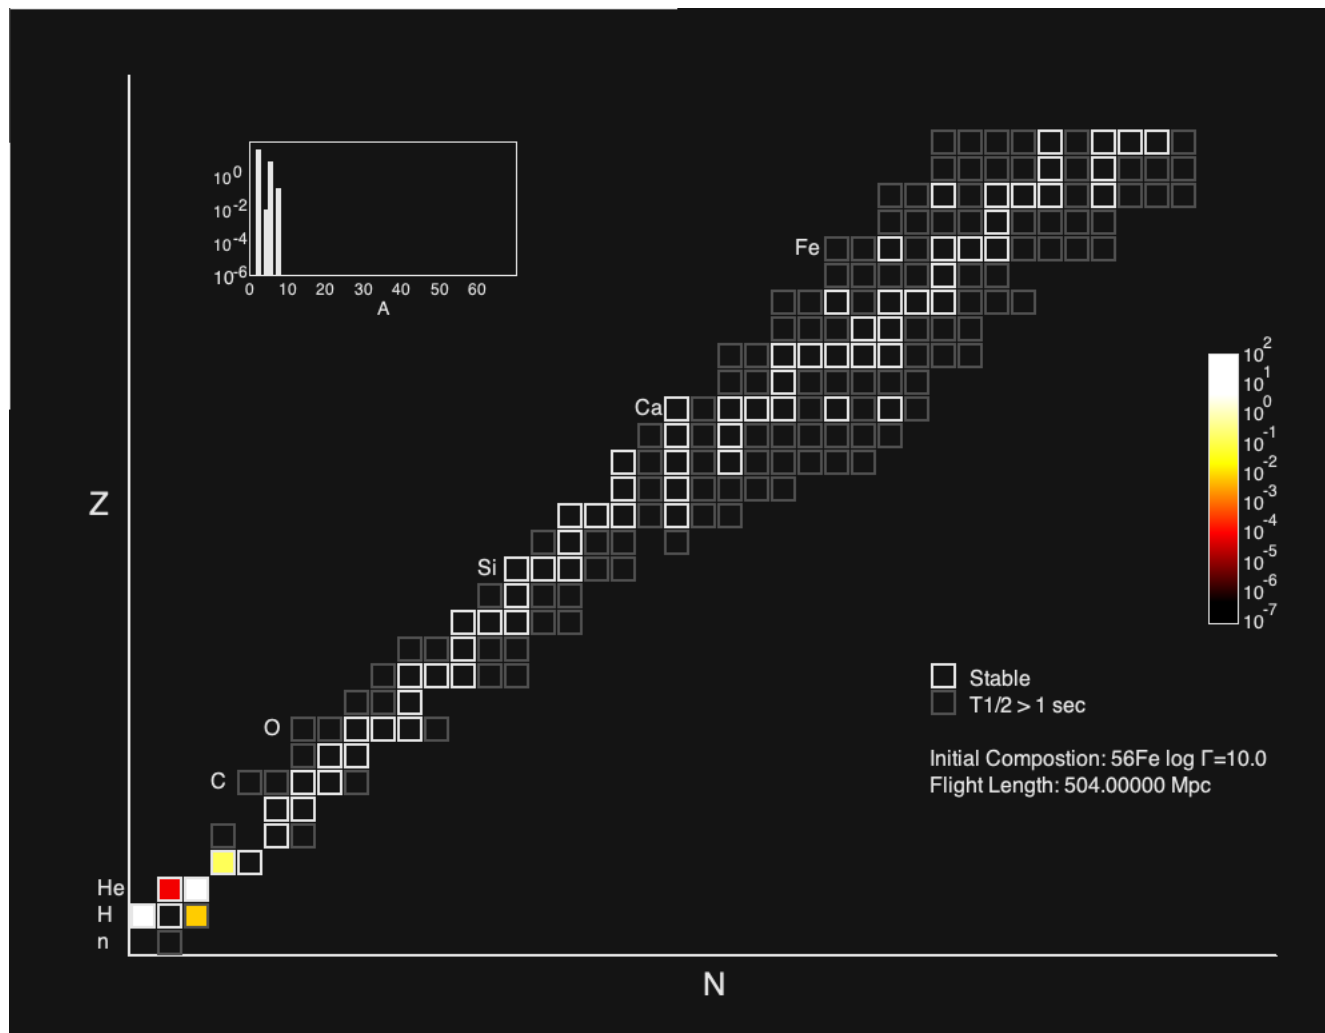 10^0
10^-2
10^-4
10^-6
0 10 20 30 40 50 60
A
Fe
Ca
Z
Si
O
C
He
H
n
N
10^2
10^1
10^0
10^-1
10^-2
10^-3
10^-4
10^-5
10^-6
10^-7
Stable
T1/2 > 1 sec
Initial Compostion: 56Fe log Γ=10.0
Flight Length: 504.00000 Mpc